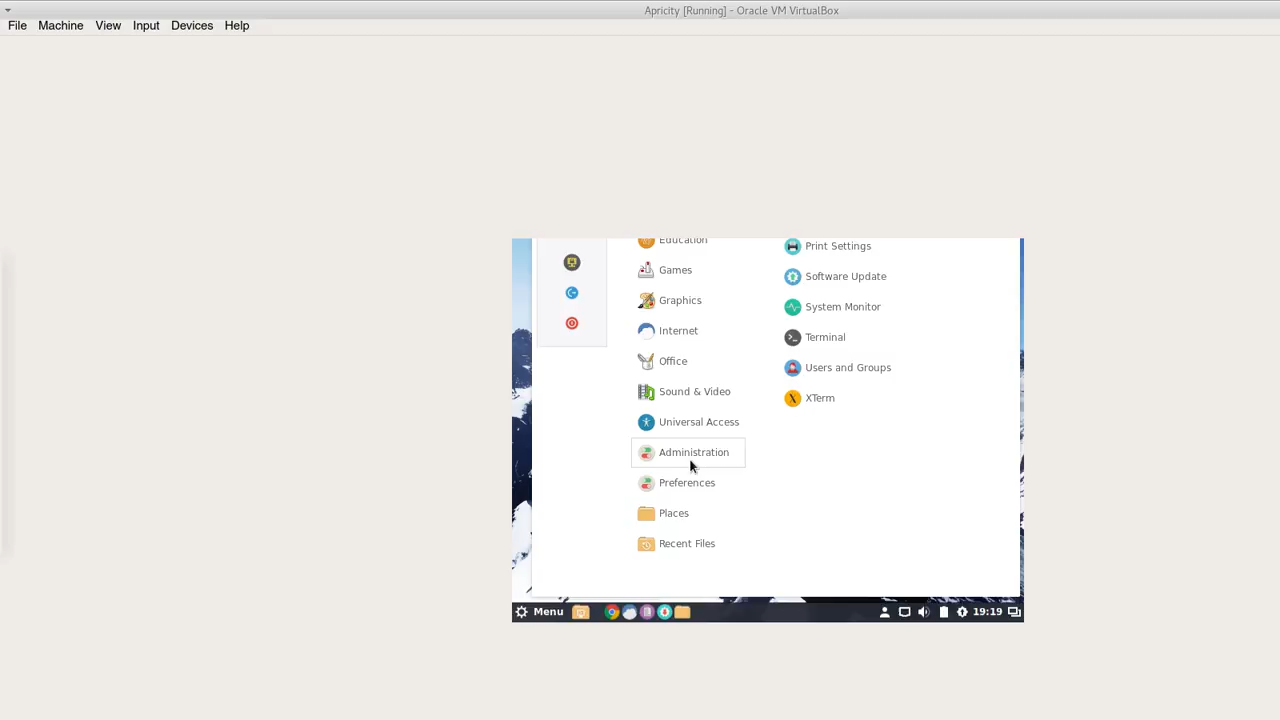 Apricity [Running] - Oracle VM VirtualBox
File Machine View Input Devices Help
Education
Games
Graphics
Internet
Office
Sound & Video
Universal Access
Administration
Preferences
Places
Recent Files
Print Settings
Software Update
System Monitor
Terminal
Users and Groups
XTerm
Menu
19:19